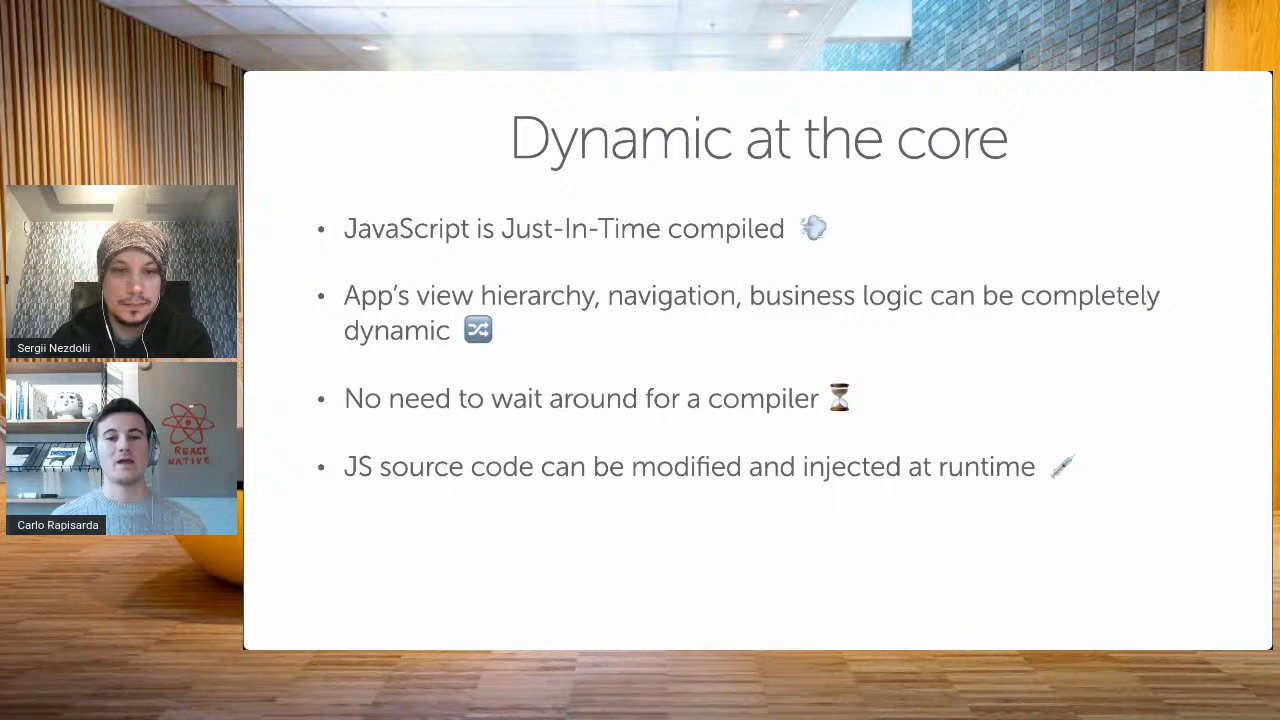 Dynamic at the core
• JavaScript is Just-In-Time compiled 💨
• App’s view hierarchy, navigation, business logic can be completely
dynamic 🔀
• No need to wait around for a compiler ⏳
• JS source code can be modified and injected at runtime 💉
Sergii Nezdolii
REACT
NATIVE
Carlo Rapisarda